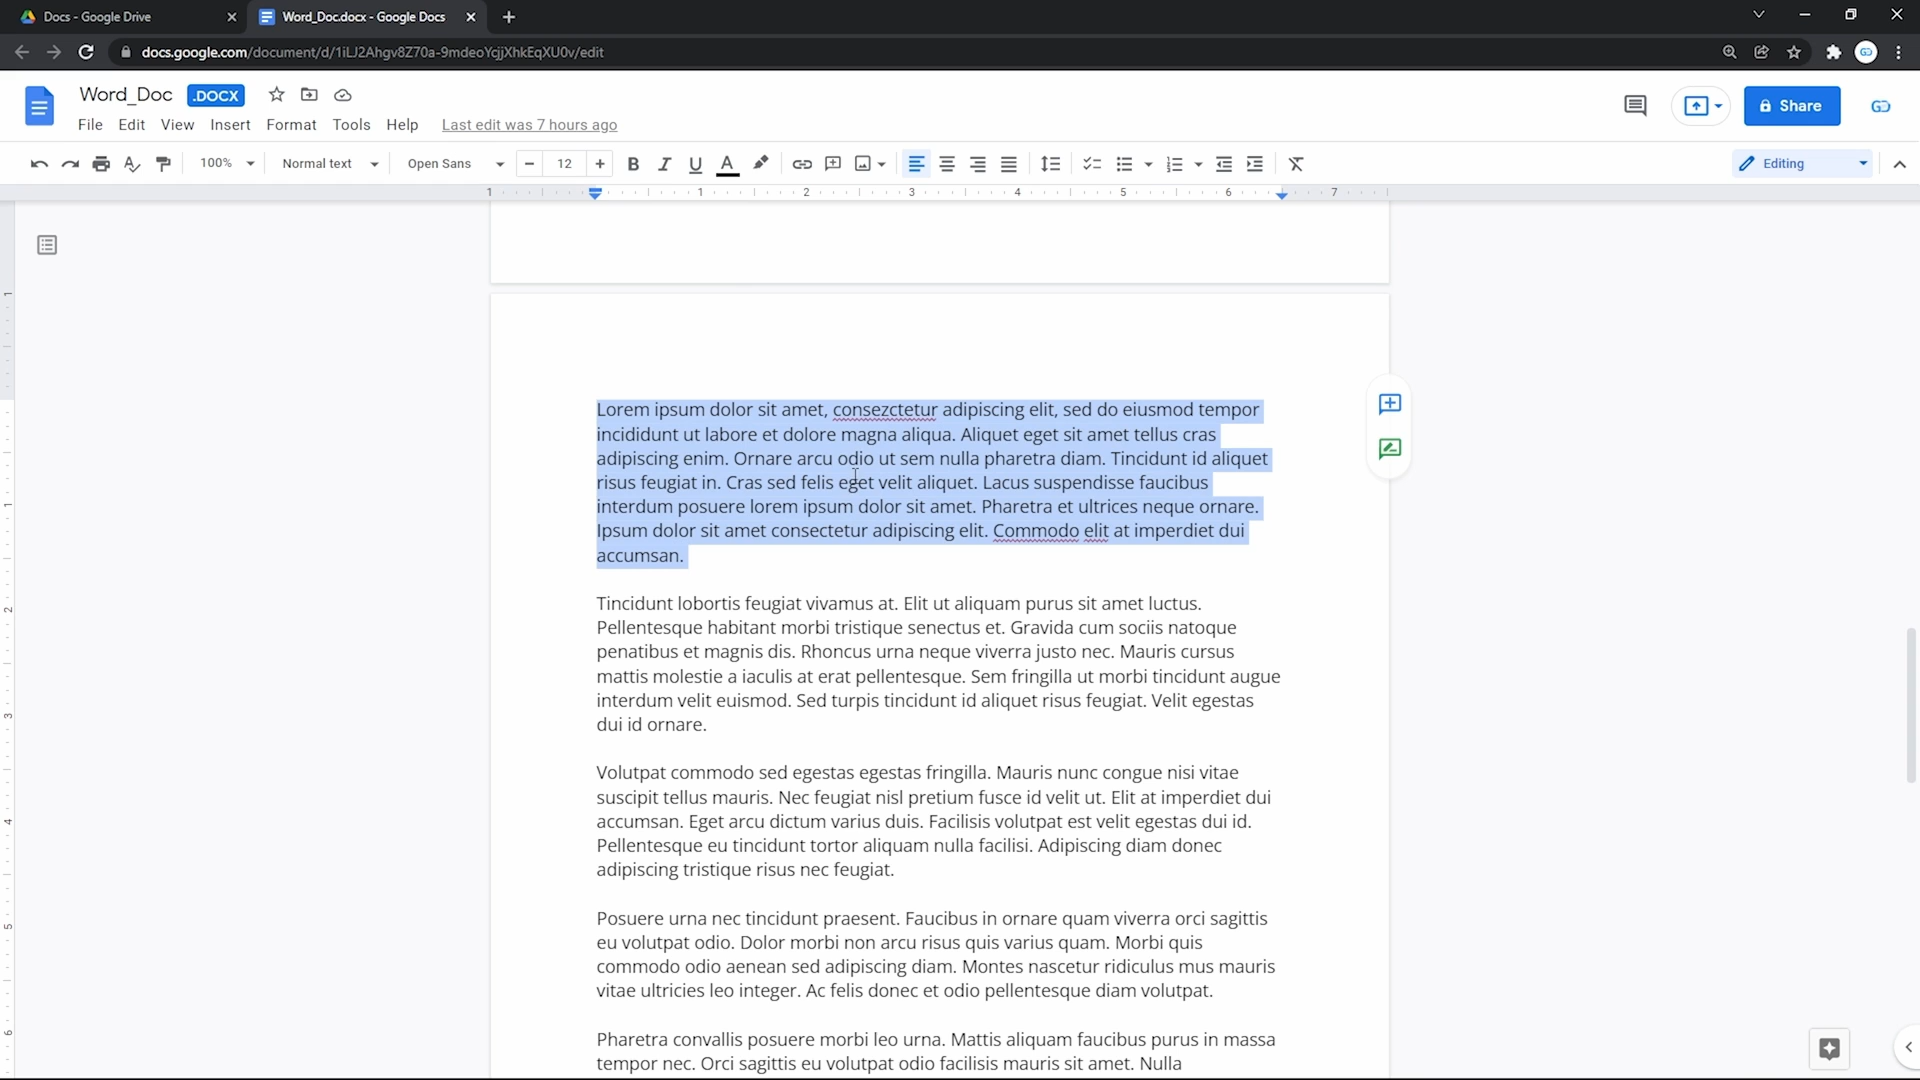 Docs - Google Drive
Word_Doc.docx - Google Docs
docs.google.com/document/d/1iLJ2Ahgv8Z70a-9mdeoYcjjXhkEqXU0v/edit
Word_Doc .DOCX
Share
File Edit View Insert Format Tools Help Last edit was 7 hours ago
100% Normal text Open Sans 12 B I U A Editing
1 1 2 3 4 5 6 7
Lorem ipsum dolor sit amet, consezctetur adipiscing elit, sed do eiusmod tempor
incididunt ut labore et dolore magna aliqua. Aliquet eget sit amet tellus cras
adipiscing enim. Ornare arcu odio ut sem nulla pharetra diam. Tincidunt id aliquet
risus feugiat in. Cras sed felis eget velit aliquet. Lacus suspendisse faucibus
interdum posuere lorem ipsum dolor sit amet. Pharetra et ultrices neque ornare.
Ipsum dolor sit amet consectetur adipiscing elit. Commodo elit at imperdiet dui
accumsan.
Tincidunt lobortis feugiat vivamus at. Elit ut aliquam purus sit amet luctus.
Pellentesque habitant morbi tristique senectus et. Gravida cum sociis natoque
penatibus et magnis dis. Rhoncus urna neque viverra justo nec. Mauris cursus
mattis molestie a iaculis at erat pellentesque. Sem fringilla ut morbi tincidunt augue
interdum velit euismod. Sed turpis tincidunt id aliquet risus feugiat. Velit egestas
dui id ornare.
Volutpat commodo sed egestas egestas fringilla. Mauris nunc congue nisi vitae
suscipit tellus mauris. Nec feugiat nisl pretium fusce id velit ut. Elit at imperdiet dui
accumsan. Eget arcu dictum varius duis. Facilisis volutpat est velit egestas dui id.
Pellentesque eu tincidunt tortor aliquam nulla facilisi. Adipiscing diam donec
adipiscing tristique risus nec feugiat.
Posuere urna nec tincidunt praesent. Faucibus in ornare quam viverra orci sagittis
eu volutpat odio. Dolor morbi non arcu risus quis varius quam. Morbi quis
commodo odio aenean sed adipiscing diam. Montes nascetur ridiculus mus mauris
vitae ultricies leo integer. Ac felis donec et odio pellentesque diam volutpat.
Pharetra convallis posuere morbi leo urna. Mattis aliquam faucibus purus in massa
tempor nec. Orci sagittis eu volutpat odio facilisis mauris sit amet. Nulla
1
1
2
3
4
5
6